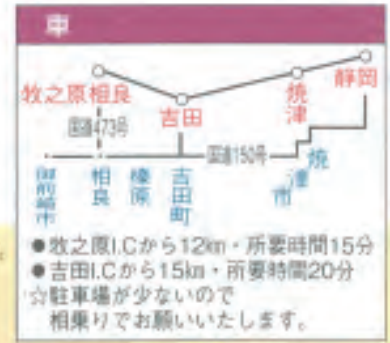 車
静岡
焼津
牧之原相良
吉田
国道473号
国道150号
御前崎市
相良
榛原
吉田町
焼津市
●牧之原I.Cから12km・所要時間15分
●吉田I.Cから15km・所要時間20分
☆駐車場が少ないので
相乗りでお願いいたします。